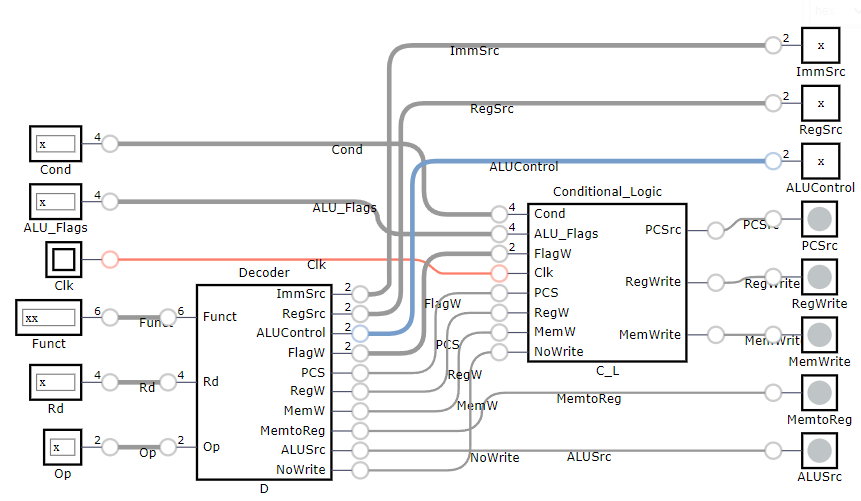 ImmSrc
2
x
ImmSrc
RegSrc
2
x
RegSrc
x
4
Cond
Cond
ALUControl
2
x
ALUControl
x
4
ALU_Flags
ALU_Flags
Conditional_Logic
4
Cond
4
ALU_Flags
2
FlagW
Clk
PCS
RegW
MemW
NoWrite
PCSrc
RegWrite
MemWrite
C_L
PCSrc
PCSrc
RegWrite
RegWrite
MemWrit
MemWrite
Clk
Clk
Decoder
xx
6
Funct
6
Funct
x
4
Rd
4
Rd
Rd
x
2
Op
2
Op
Op
Funct
ImmSrc
2
RegSrc
2
ALUControl
2
FlagW
2
PCS
RegW
MemW
MemtoReg
ALUSrc
NoWrite
D
FlagW
PCS
RegW
MemW
MemtoReg
MemtoReg
NoWrite
ALUSrc
ALUSrc